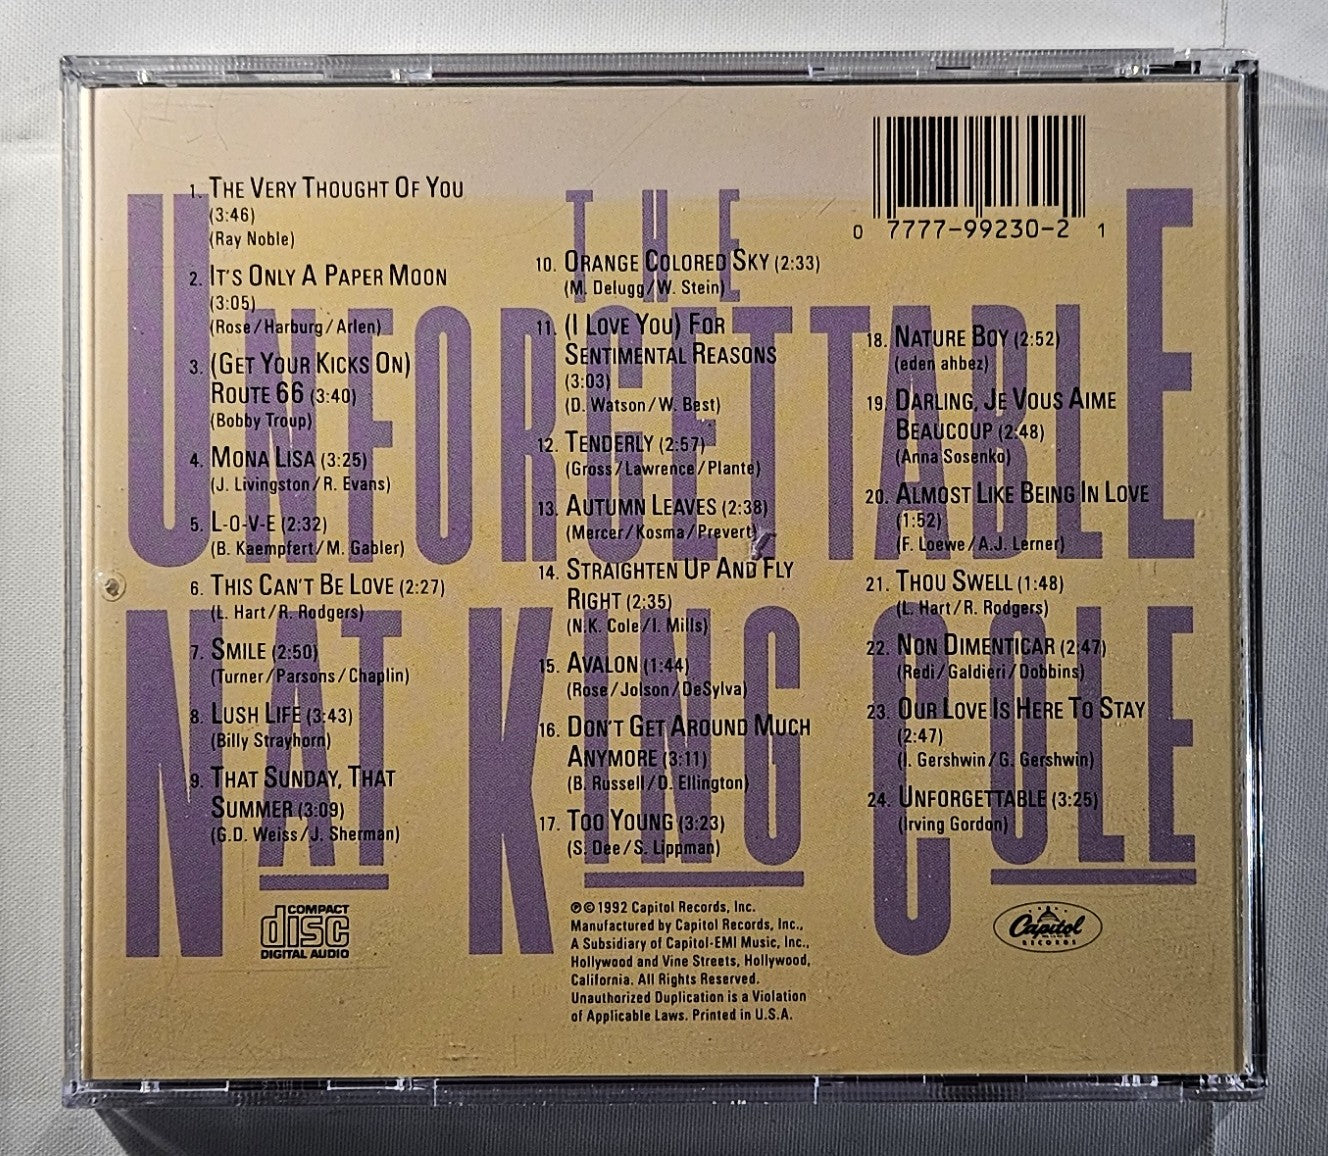 THE
UNFORGETTABLE
NAT KING COLE
1. THE VERY THOUGHT OF YOU
(3:46)
(Ray Noble)
2. IT'S ONLY A PAPER MOON
(3:05)
(Rose/Harburg/Arlen)
3. (GET YOUR KICKS ON)
ROUTE 66 (3:40)
(Bobby Troup)
4. MONA LISA (3:25)
(J. Livingston/R. Evans)
5. L-O-V-E (2:32)
(B. Kaempfert/M. Gabler)
6. THIS CAN'T BE LOVE (2:27)
(L. Hart/R. Rodgers)
7. SMILE (2:50)
(Turner/Parsons/Chaplin)
8. LUSH LIFE (3:43)
(Billy Strayhorn)
9. THAT SUNDAY, THAT
SUMMER (3:09)
(G.D. Weiss/J. Sherman)
10. ORANGE COLORED SKY (2:33)
(M. Delugg/W. Stein)
11. (I LOVE YOU) FOR
SENTIMENTAL REASONS
(3:03)
(D. Watson/W. Best)
12. TENDERLY (2:57)
(Gross/Lawrence/Plante)
13. AUTUMN LEAVES (2:38)
(Mercer/Kosma/Prevert)
14. STRAIGHTEN UP AND FLY
RIGHT (2:35)
(N.K. Cole/I. Mills)
15. AVALON (1:44)
(Rose/Jolson/DeSylva)
16. DON'T GET AROUND MUCH
ANYMORE (3:11)
(B. Russell/D. Ellington)
17. TOO YOUNG (3:23)
(S. Dee/S. Lippman)
0 7777-99230-2 1
18. NATURE BOY (2:52)
(eden ahbez)
19. DARLING, JE VOUS AIME
BEAUCOUP (2:48)
(Anna Sosenko)
20. ALMOST LIKE BEING IN LOVE
(1:52)
(F. Loewe/A.J. Lerner)
21. THOU SWELL (1:48)
(L. Hart/R. Rodgers)
22. NON DIMENTICAR (2:47)
(Redi/Galdieri/Dobbins)
23. OUR LOVE IS HERE TO STAY
(2:47)
(I. Gershwin/G. Gershwin)
24. UNFORGETTABLE (3:25)
(Irving Gordon)
COMPACT
disc
DIGITAL AUDIO
℗©1992 Capitol Records, Inc.
Manufactured by Capitol Records, Inc.,
A Subsidiary of Capitol-EMI Music, Inc.,
Hollywood and Vine Streets, Hollywood,
California. All Rights Reserved.
Unauthorized Duplication is a Violation
of Applicable Laws. Printed in U.S.A.
Capitol
RECORDS